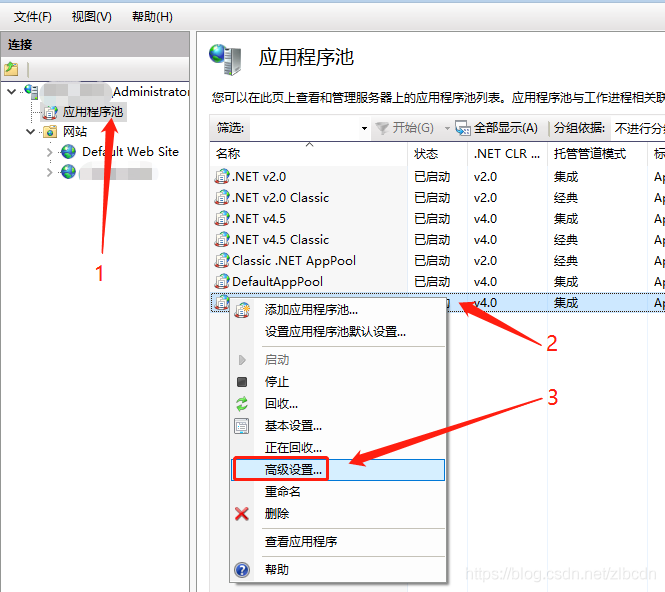 文件(F) 视图(V) 帮助(H)
连接
Administrator
应用程序池
网站
Default Web Site
1
应用程序池
您可以在此页上查看和管理服务器上的应用程序池列表。应用程序池与工作进程相关联
筛选: 开始(G) 全部显示(A) 分组依据: 不进行分组
名称 状态 .NET CLR ... 托管管道模式 标
.NET v2.0 已启动 v2.0 集成 Ap
.NET v2.0 Classic 已启动 v2.0 经典 Ap
.NET v4.5 已启动 v4.0 集成 Ap
.NET v4.5 Classic 已启动 v4.0 经典 Ap
Classic .NET AppPool 已启动 v2.0 经典 Ap
DefaultAppPool 已启动 v4.0 集成 Ap
动 v4.0 集成 Ap
添加应用程序池...
设置应用程序池默认设置...
启动
停止
回收...
基本设置...
正在回收...
高级设置...
重命名
删除
查看应用程序
帮助
2
3
https://blog.csdn.net/zlbcdn